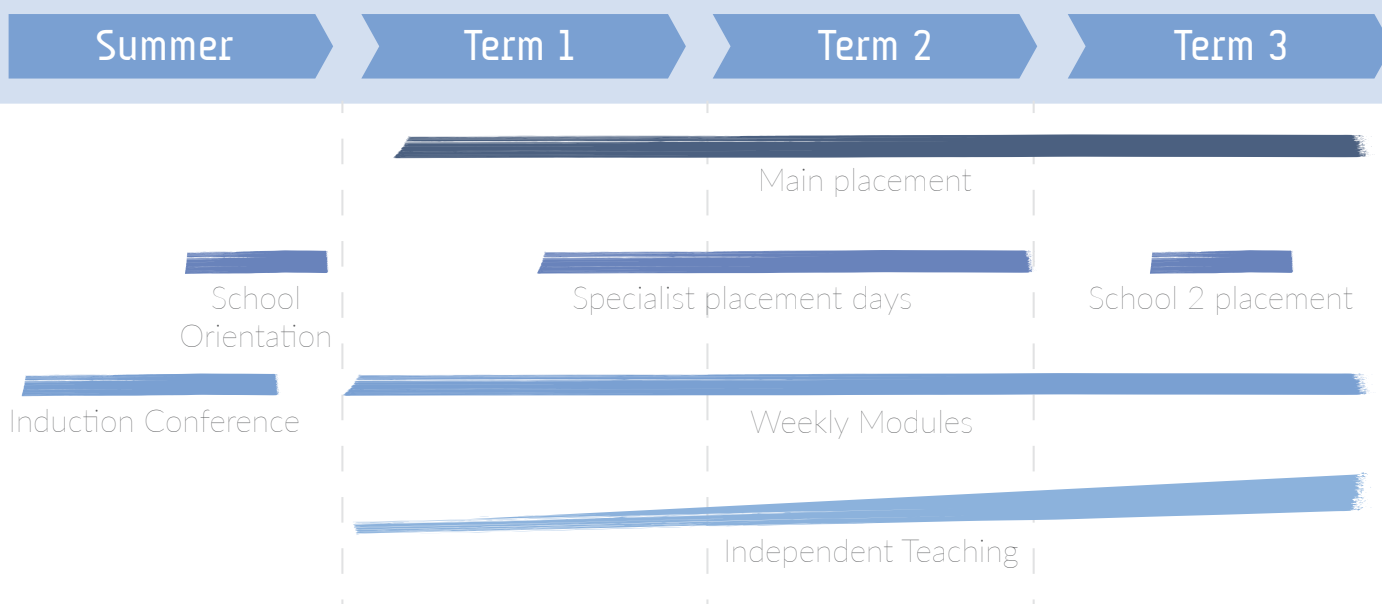 Summer
Term 1
Term 2
Term 3
Main placement
School
Orientation
Specialist placement days
School 2 placement
Induction Conference
Weekly Modules
Independent Teaching